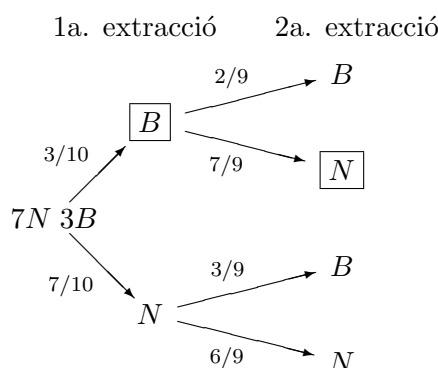 1a. extracció 2a. extracció
2/9 B
B
3/10 7/9 N
7N 3B
7/10 3/9 B
N
6/9 N